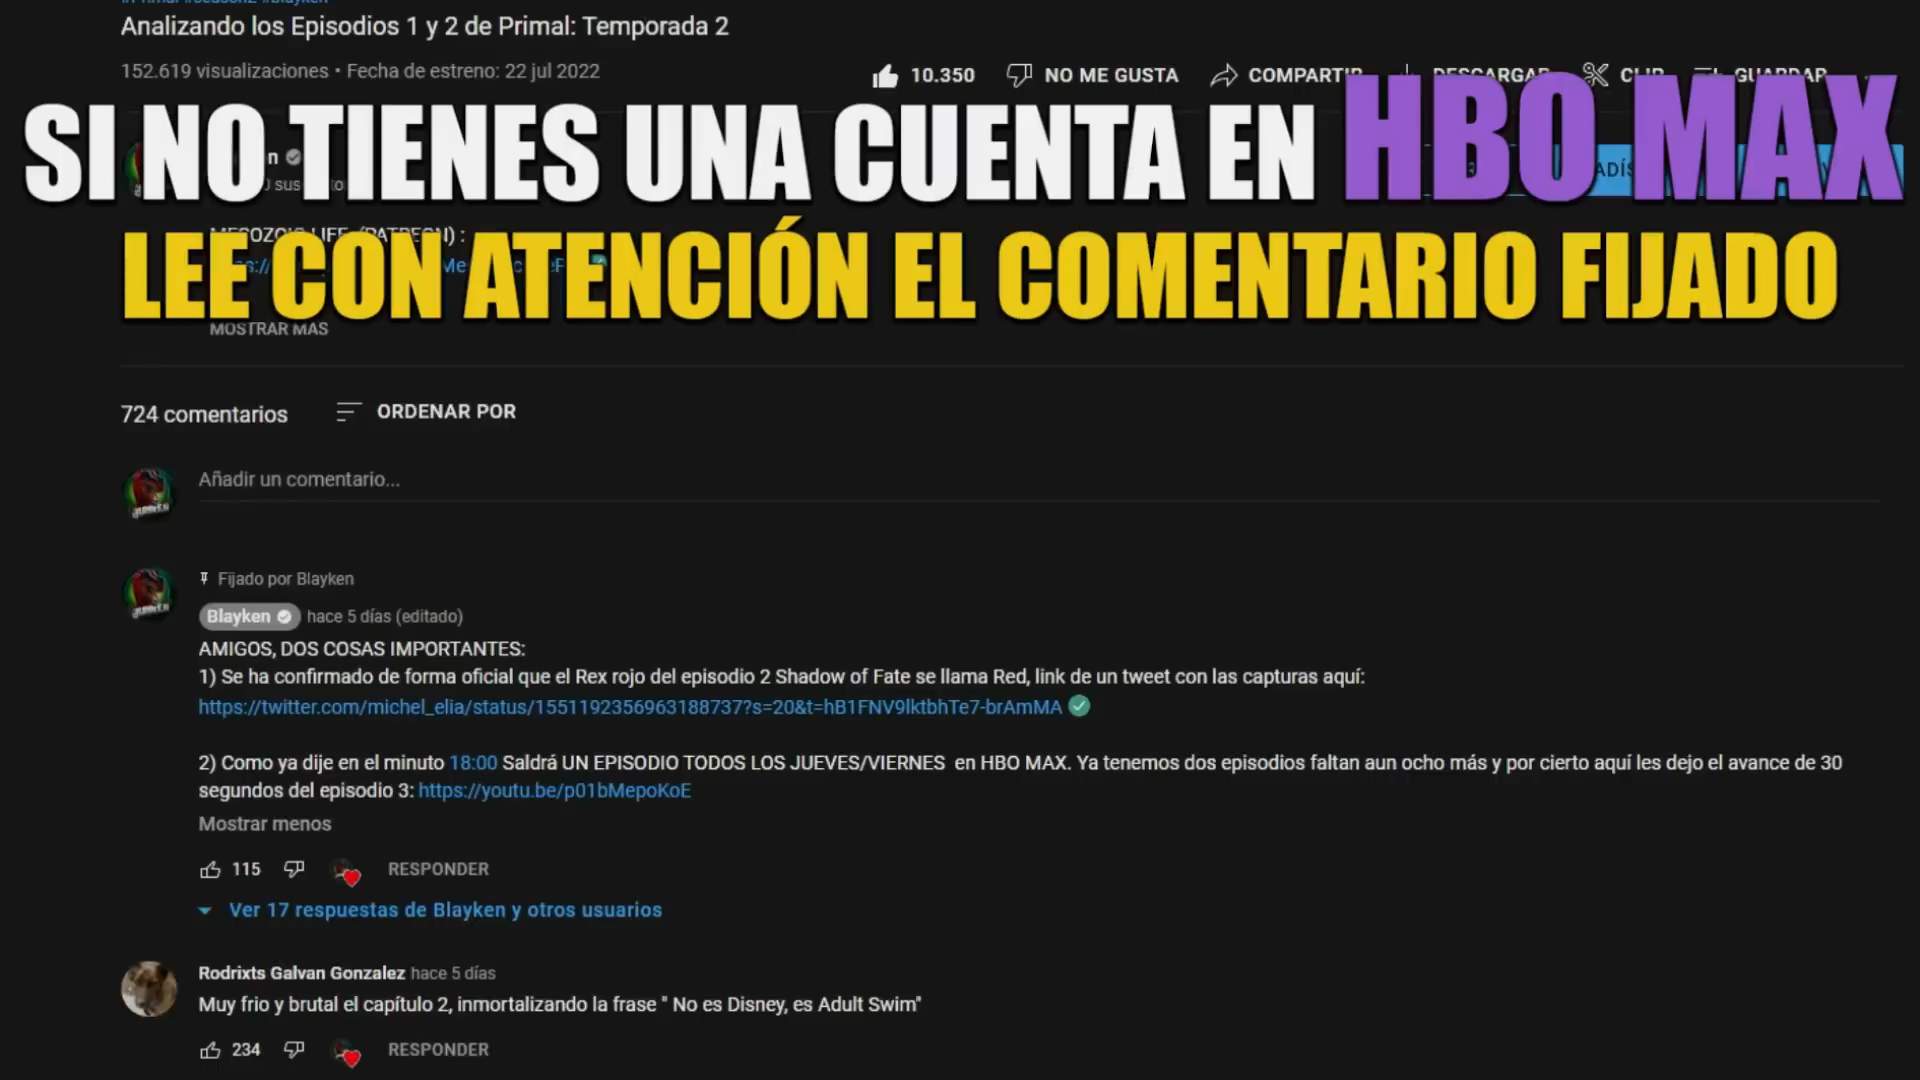 Analizando los Episodios 1 y 2 de Primal: Temporada 2
152.619 visualizaciones • Fecha de estreno: 22 jul 2022
10.350 NO ME GUSTA COMPARTIR DESCARGAR CLIP GUARDAR
SI NO TIENES UNA CUENTA EN HBO MAX
MESOZOIC LIFE (PATREON) :
LEE CON ATENCIÓN EL COMENTARIO FIJADO
MOSTRAR MÁS
724 comentarios ORDENAR POR
Añadir un comentario...
Fijado por Blayken
Blayken hace 5 días (editado)
AMIGOS, DOS COSAS IMPORTANTES:
1) Se ha confirmado de forma oficial que el Rex rojo del episodio 2 Shadow of Fate se llama Red, link de un tweet con las capturas aquí:
https://twitter.com/michel_elia/status/1551192356963188737?s=20&t=hB1FNV9lktbhTe7-brAmMA
2) Como ya dije en el minuto 18:00 Saldrá UN EPISODIO TODOS LOS JUEVES/VIERNES en HBO MAX. Ya tenemos dos episodios faltan aun ocho más y por cierto aquí les dejo el avance de 30
segundos del episodio 3: https://youtu.be/p01bMepoKoE
Mostrar menos
115 RESPONDER
Ver 17 respuestas de Blayken y otros usuarios
Rodrixts Galvan Gonzalez hace 5 días
Muy frio y brutal el capítulo 2, inmortalizando la frase " No es Disney, es Adult Swim"
234 RESPONDER